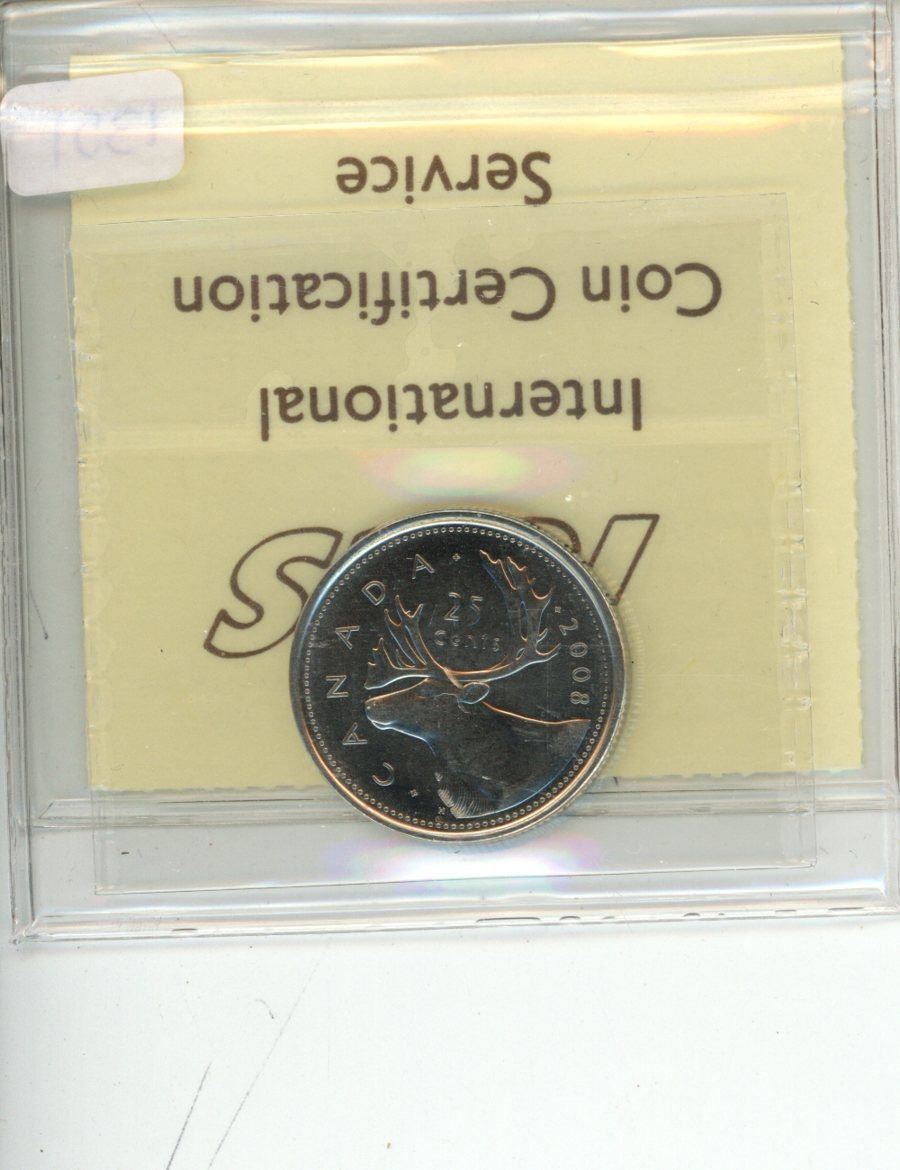 ICCS
International
Coin Certification
Service
CANADA
25
cents
2008